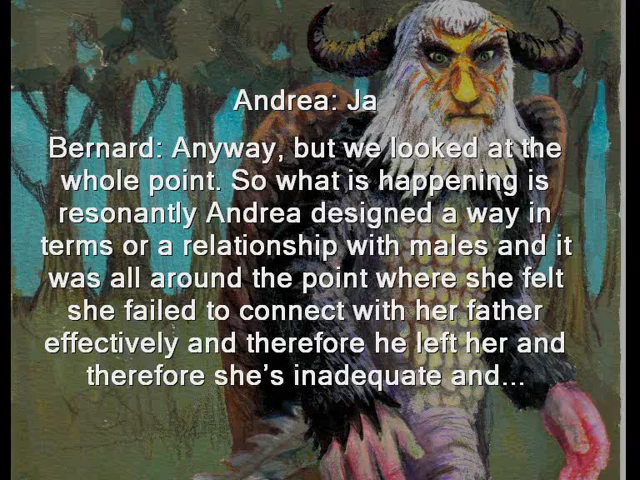 Andrea: Ja
Bernard: Anyway, but we looked at the
whole point. So what is happening is
resonantly Andrea designed a way in
terms or a relationship with males and it
was all around the point where she felt
she failed to connect with her father
effectively and therefore he left her and
therefore she's inadequate and...